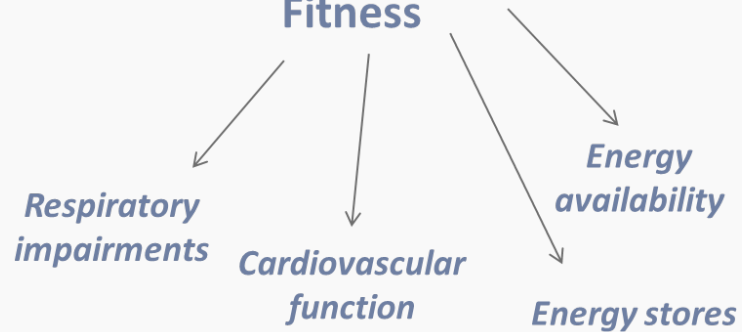 Fitness
Respiratory
impairments
Cardiovascular
function
Energy stores
Energy
availability